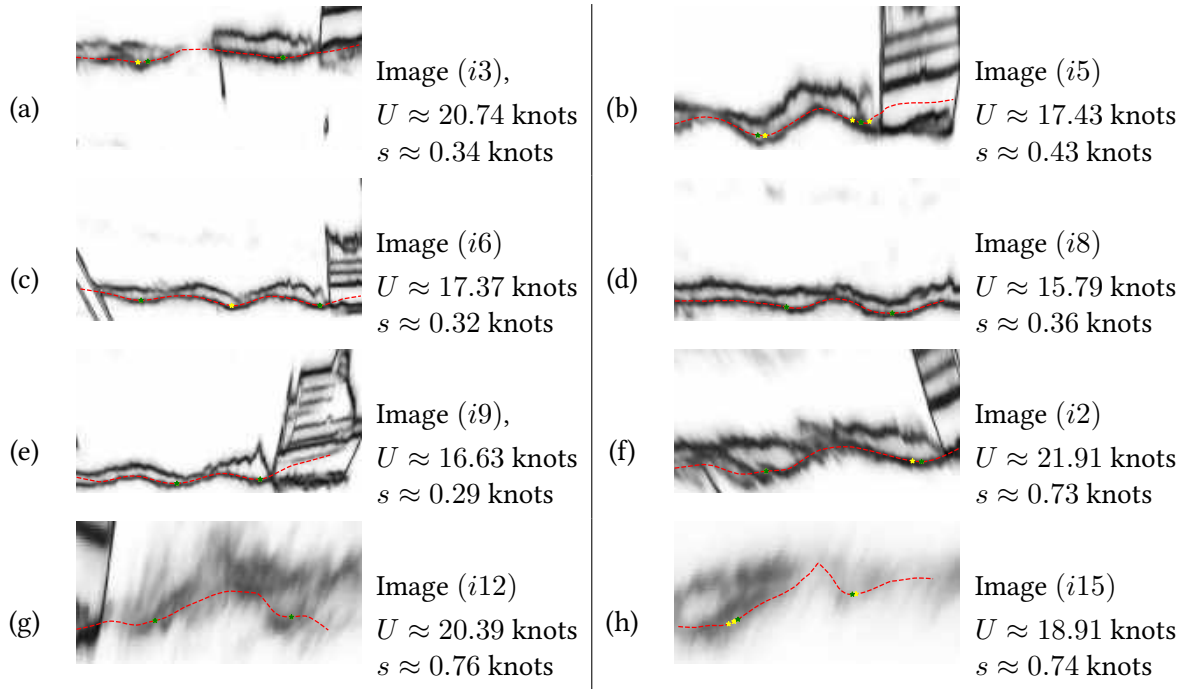 (a)
Image (i3),
U ≈ 20.74 knots
s ≈ 0.34 knots
(b)
Image (i5)
U ≈ 17.43 knots
s ≈ 0.43 knots
(c)
Image (i6)
U ≈ 17.37 knots
s ≈ 0.32 knots
(d)
Image (i8)
U ≈ 15.79 knots
s ≈ 0.36 knots
(e)
Image (i9),
U ≈ 16.63 knots
s ≈ 0.29 knots
(f)
Image (i2)
U ≈ 21.91 knots
s ≈ 0.73 knots
(g)
Image (i12)
U ≈ 20.39 knots
s ≈ 0.76 knots
(h)
Image (i15)
U ≈ 18.91 knots
s ≈ 0.74 knots